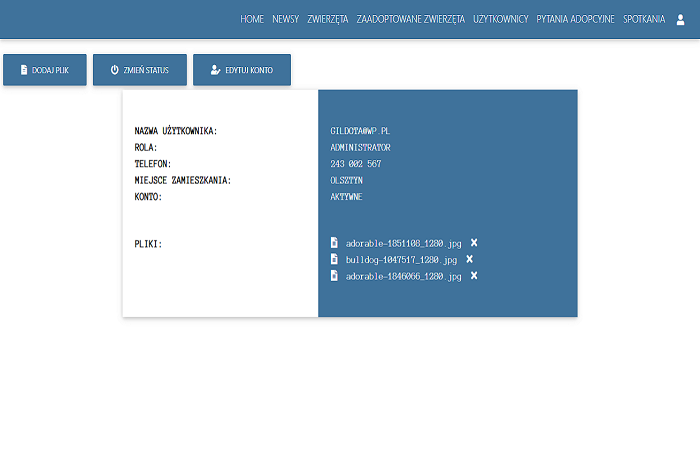 HOME NEWSY ZWIERZĘTA ZAADOPTOWANE ZWIERZĘTA UŻYTKOWNICY PYTANIA ADOPCYJNE SPOTKANIA
DODAJ PLIK ZMIEŃ STATUS EDYTUJ KONTO
NAZWA UŻYTKOWNIKA: GILDOTA@WP.PL
ROLA: ADMINISTRATOR
TELEFON: 243 002 567
MIEJSCE ZAMIESZKANIA: OLSZTYN
KONTO: AKTYWNE
PLIKI: adorable-1851108_1280.jpg
bulldog-1047517_1280.jpg
adorable-1846066_1280.jpg